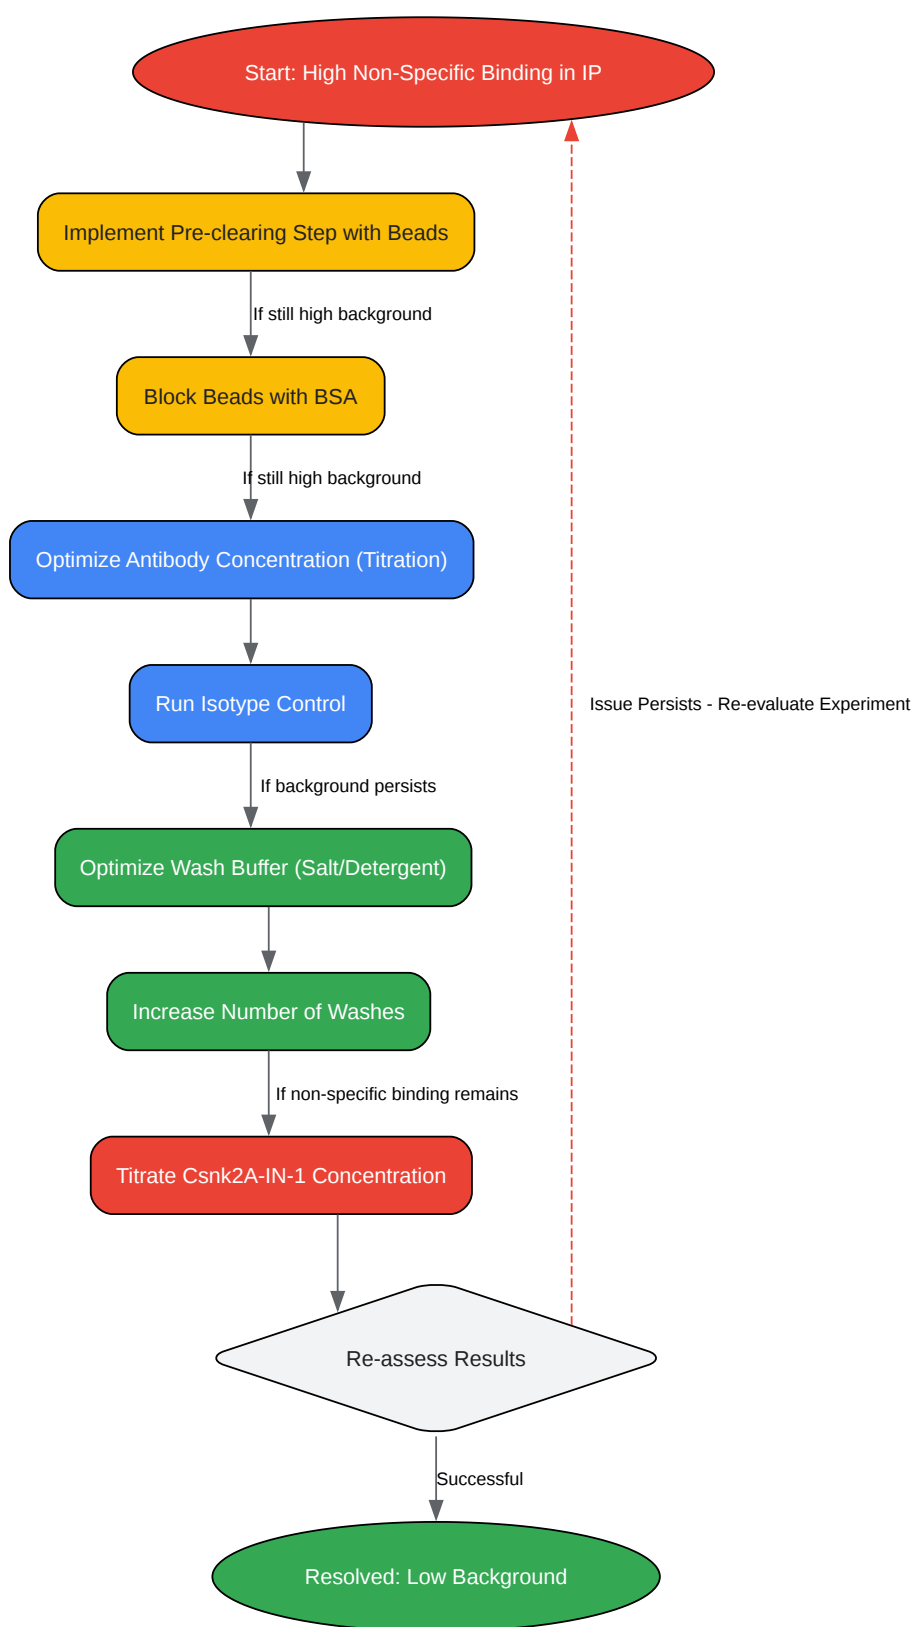 Start: High Non-Specific Binding in IP
Implement Pre-clearing Step with Beads
If still high background
Block Beads with BSA
If still high background
Optimize Antibody Concentration (Titration)
Run Isotype Control
Issue Persists - Re-evaluate Experiment
If background persists
Optimize Wash Buffer (Salt/Detergent)
Increase Number of Washes
If non-specific binding remains
Titrate Csnk2A-IN-1 Concentration
Re-assess Results
Successful
Resolved: Low Background